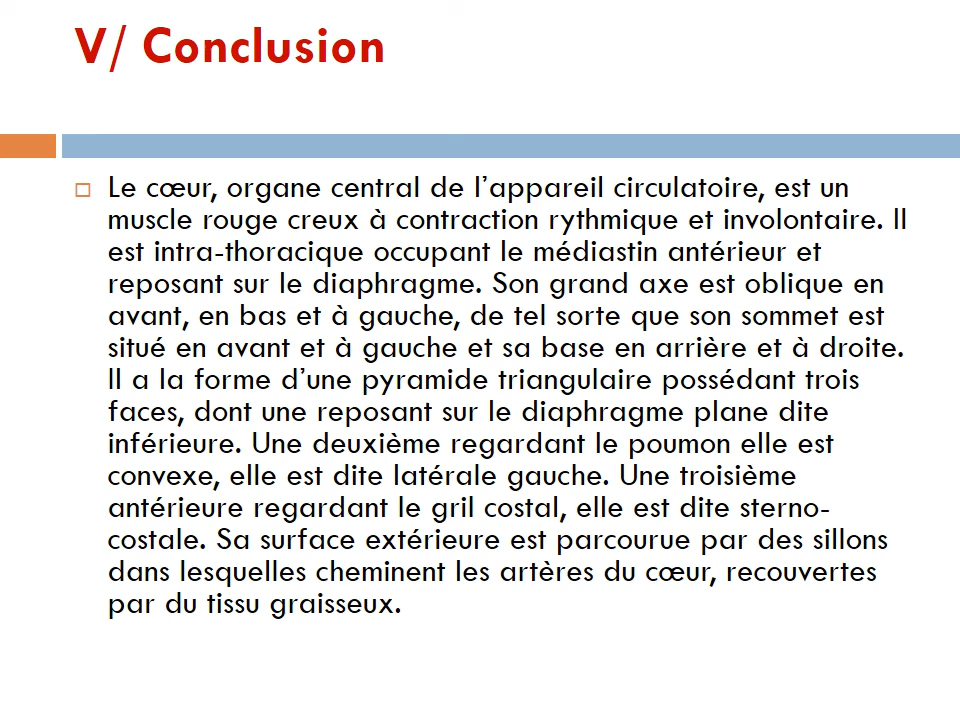 V/ Conclusion
Le cœur, organe central de l’appareil circulatoire, est un
muscle rouge creux à contraction rythmique et involontaire. Il
est intra-thoracique occupant le médiastin antérieur et
reposant sur le diaphragme. Son grand axe est oblique en
avant, en bas et à gauche, de tel sorte que son sommet est
situé en avant et à gauche et sa base en arrière et à droite.
Il a la forme d’une pyramide triangulaire possédant trois
faces, dont une reposant sur le diaphragme plane dite
inférieure. Une deuxième regardant le poumon elle est
convexe, elle est dite latérale gauche. Une troisième
antérieure regardant le gril costal, elle est dite sterno-
costale. Sa surface extérieure est parcourue par des sillons
dans lesquelles cheminent les artères du cœur, recouvertes
par du tissu graisseux.